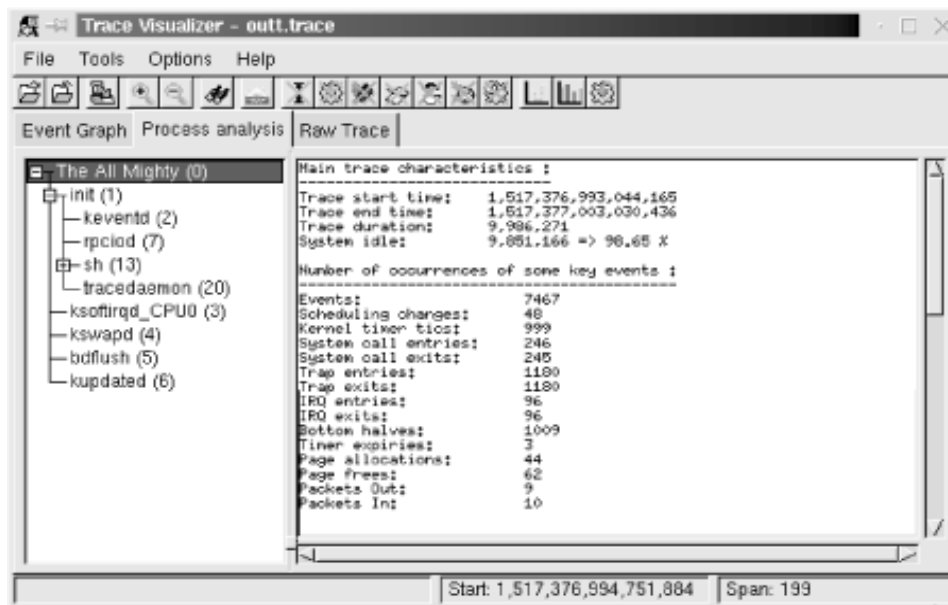 Trace Visualizer - outt.trace
File Tools Options Help
Event Graph Process analysis Raw Trace
The All Mighty (0)
init (1)
keventd (2)
rpciod (7)
sh (13)
tracedaemon (20)
ksoftirqd_CPU0 (3)
kswapd (4)
bdflush (5)
kupdated (6)
Main trace characteristics :
----------------------------
Trace start time: 1,517,376,993,044,165
Trace end time: 1,517,377,003,030,436
Trace duration: 9,986,271
System idle: 9,851,166 => 98.65 %
Number of occurrences of some key events :
------------------------------------------
Events: 7467
Scheduling changes: 48
Kernel timer tics: 999
System call entries: 246
System call exits: 245
Trap entries: 1180
Trap exits: 1180
IRQ entries: 96
IRQ exits: 96
Bottom halves: 1009
Timer expiries: 3
Page allocations: 44
Page frees: 62
Packets Out: 9
Packets In: 10
Start: 1,517,376,994,751,884 Span: 199